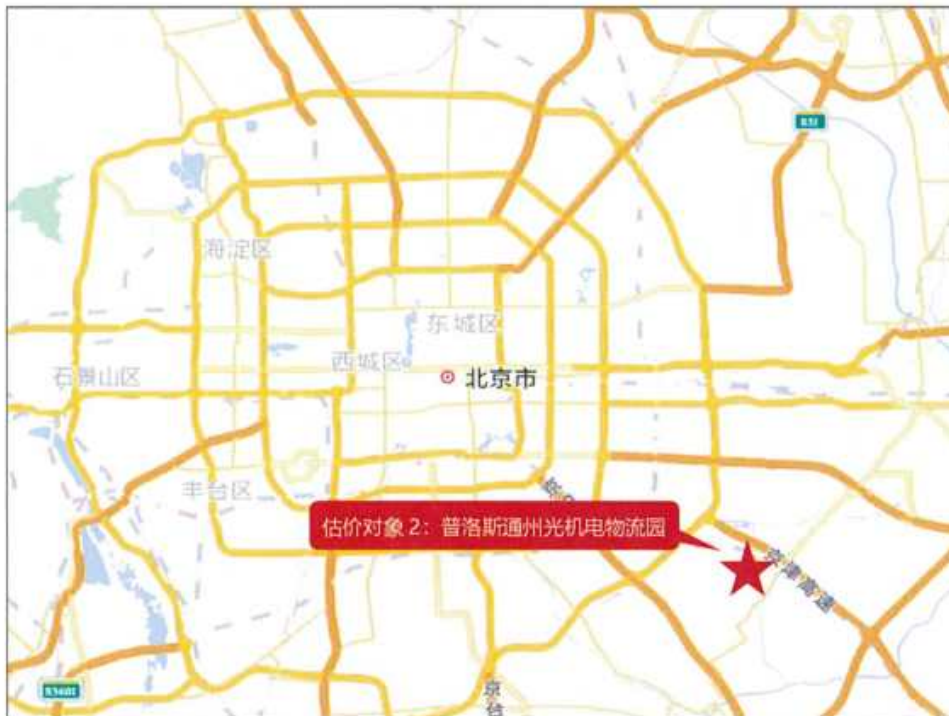 海淀区
东城区
西城区
石景山区
北京市
丰台区
估价对象 2：普洛斯通州光机电物流园
京津高速
京台